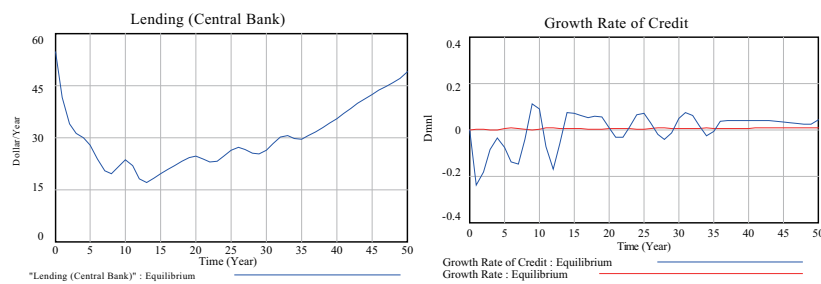 Lending (Central Bank)
60
45
30
15
0
Dollar/Year
0 5 10 15 20 25 30 35 40 45 50
Time (Year)
"Lending (Central Bank)" : Equilibrium
Growth Rate of Credit
0.4
0.2
0
-0.2
-0.4
Dmnl
0 5 10 15 20 25 30 35 40 45 50
Time (Year)
Growth Rate of Credit : Equilibrium
Growth Rate : Equilibrium